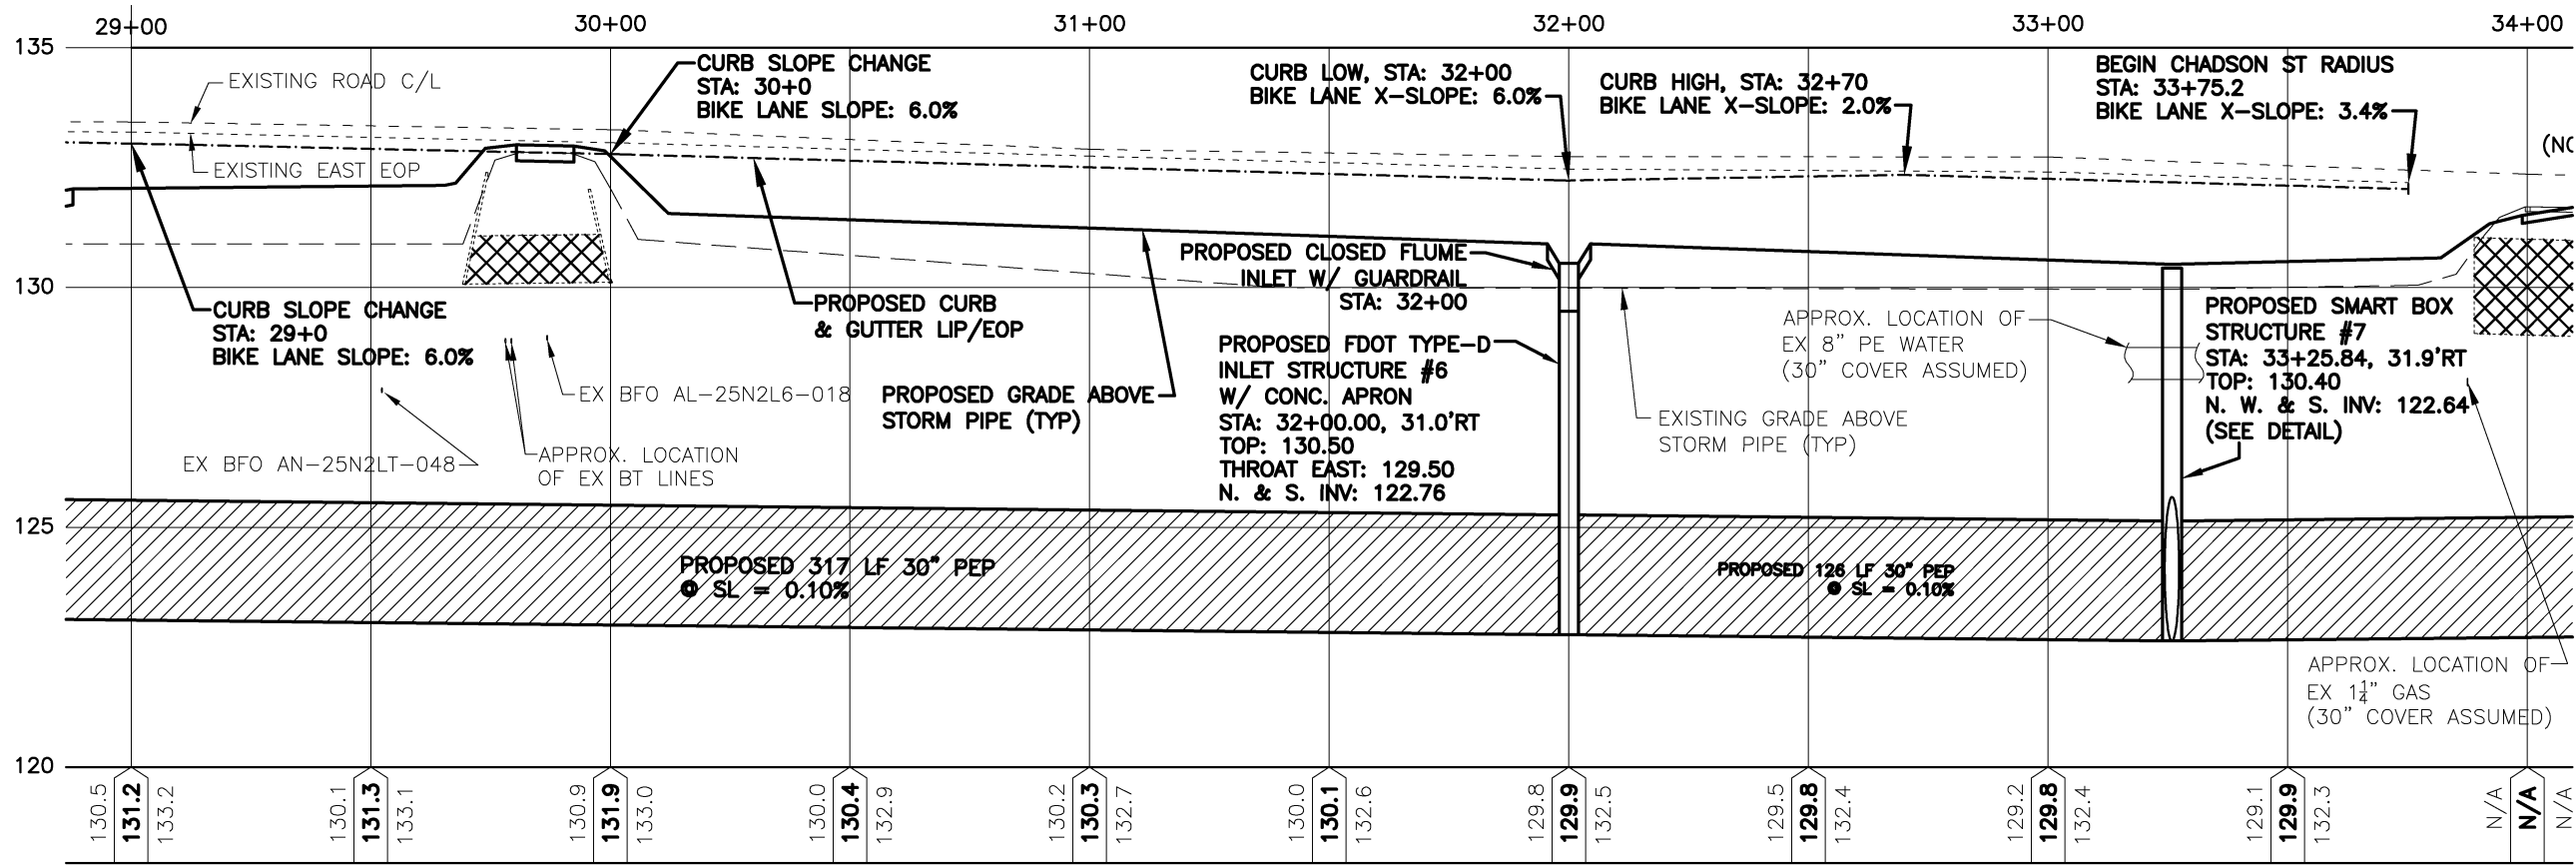 29+00
30+00
31+00
32+00
33+00
34+00
135
130
125
120
EXISTING ROAD C/L
EXISTING EAST EOP
CURB SLOPE CHANGE
STA: 30+0
BIKE LANE SLOPE: 6.0%
CURB LOW, STA: 32+00
BIKE LANE X-SLOPE: 6.0%
CURB HIGH, STA: 32+70
BIKE LANE X-SLOPE: 2.0%
BEGIN CHADSON ST RADIUS
STA: 33+75.2
BIKE LANE X-SLOPE: 3.4%
(NC
CURB SLOPE CHANGE
STA: 29+0
BIKE LANE SLOPE: 6.0%
PROPOSED CURB
& GUTTER LIP/EOP
PROPOSED CLOSED FLUME
INLET W/ GUARDRAIL
STA: 32+00
PROPOSED FDOT TYPE-D
INLET STRUCTURE #6
W/ CONC. APRON
STA: 32+00.00, 31.0'RT
TOP: 130.50
THROAT EAST: 129.50
N. & S. INV: 122.76
PROPOSED GRADE ABOVE
STORM PIPE (TYP)
EX BFO AL-25N2L6-018
EX BFO AN-25N2LT-048
APPROX. LOCATION
OF EX BT LINES
APPROX. LOCATION OF
EX 8" PE WATER
(30" COVER ASSUMED)
EXISTING GRADE ABOVE
STORM PIPE (TYP)
PROPOSED SMART BOX
STRUCTURE #7
STA: 33+25.84, 31.9'RT
TOP: 130.40
N. W. & S. INV: 122.64
(SEE DETAIL)
PROPOSED 317 LF 30" PEP
@ SL = 0.10%
PROPOSED 126 LF 30" PEP
@ SL = 0.10%
APPROX. LOCATION OF
EX 1¼" GAS
(30" COVER ASSUMED)
130.5
131.2
133.2
130.1
131.3
133.1
130.9
131.9
133.0
130.0
130.4
132.9
130.2
130.3
132.7
130.0
130.1
132.6
129.8
129.9
132.5
129.5
129.8
132.4
129.2
129.8
132.4
129.1
129.9
132.3
N/A
N/A
N/A